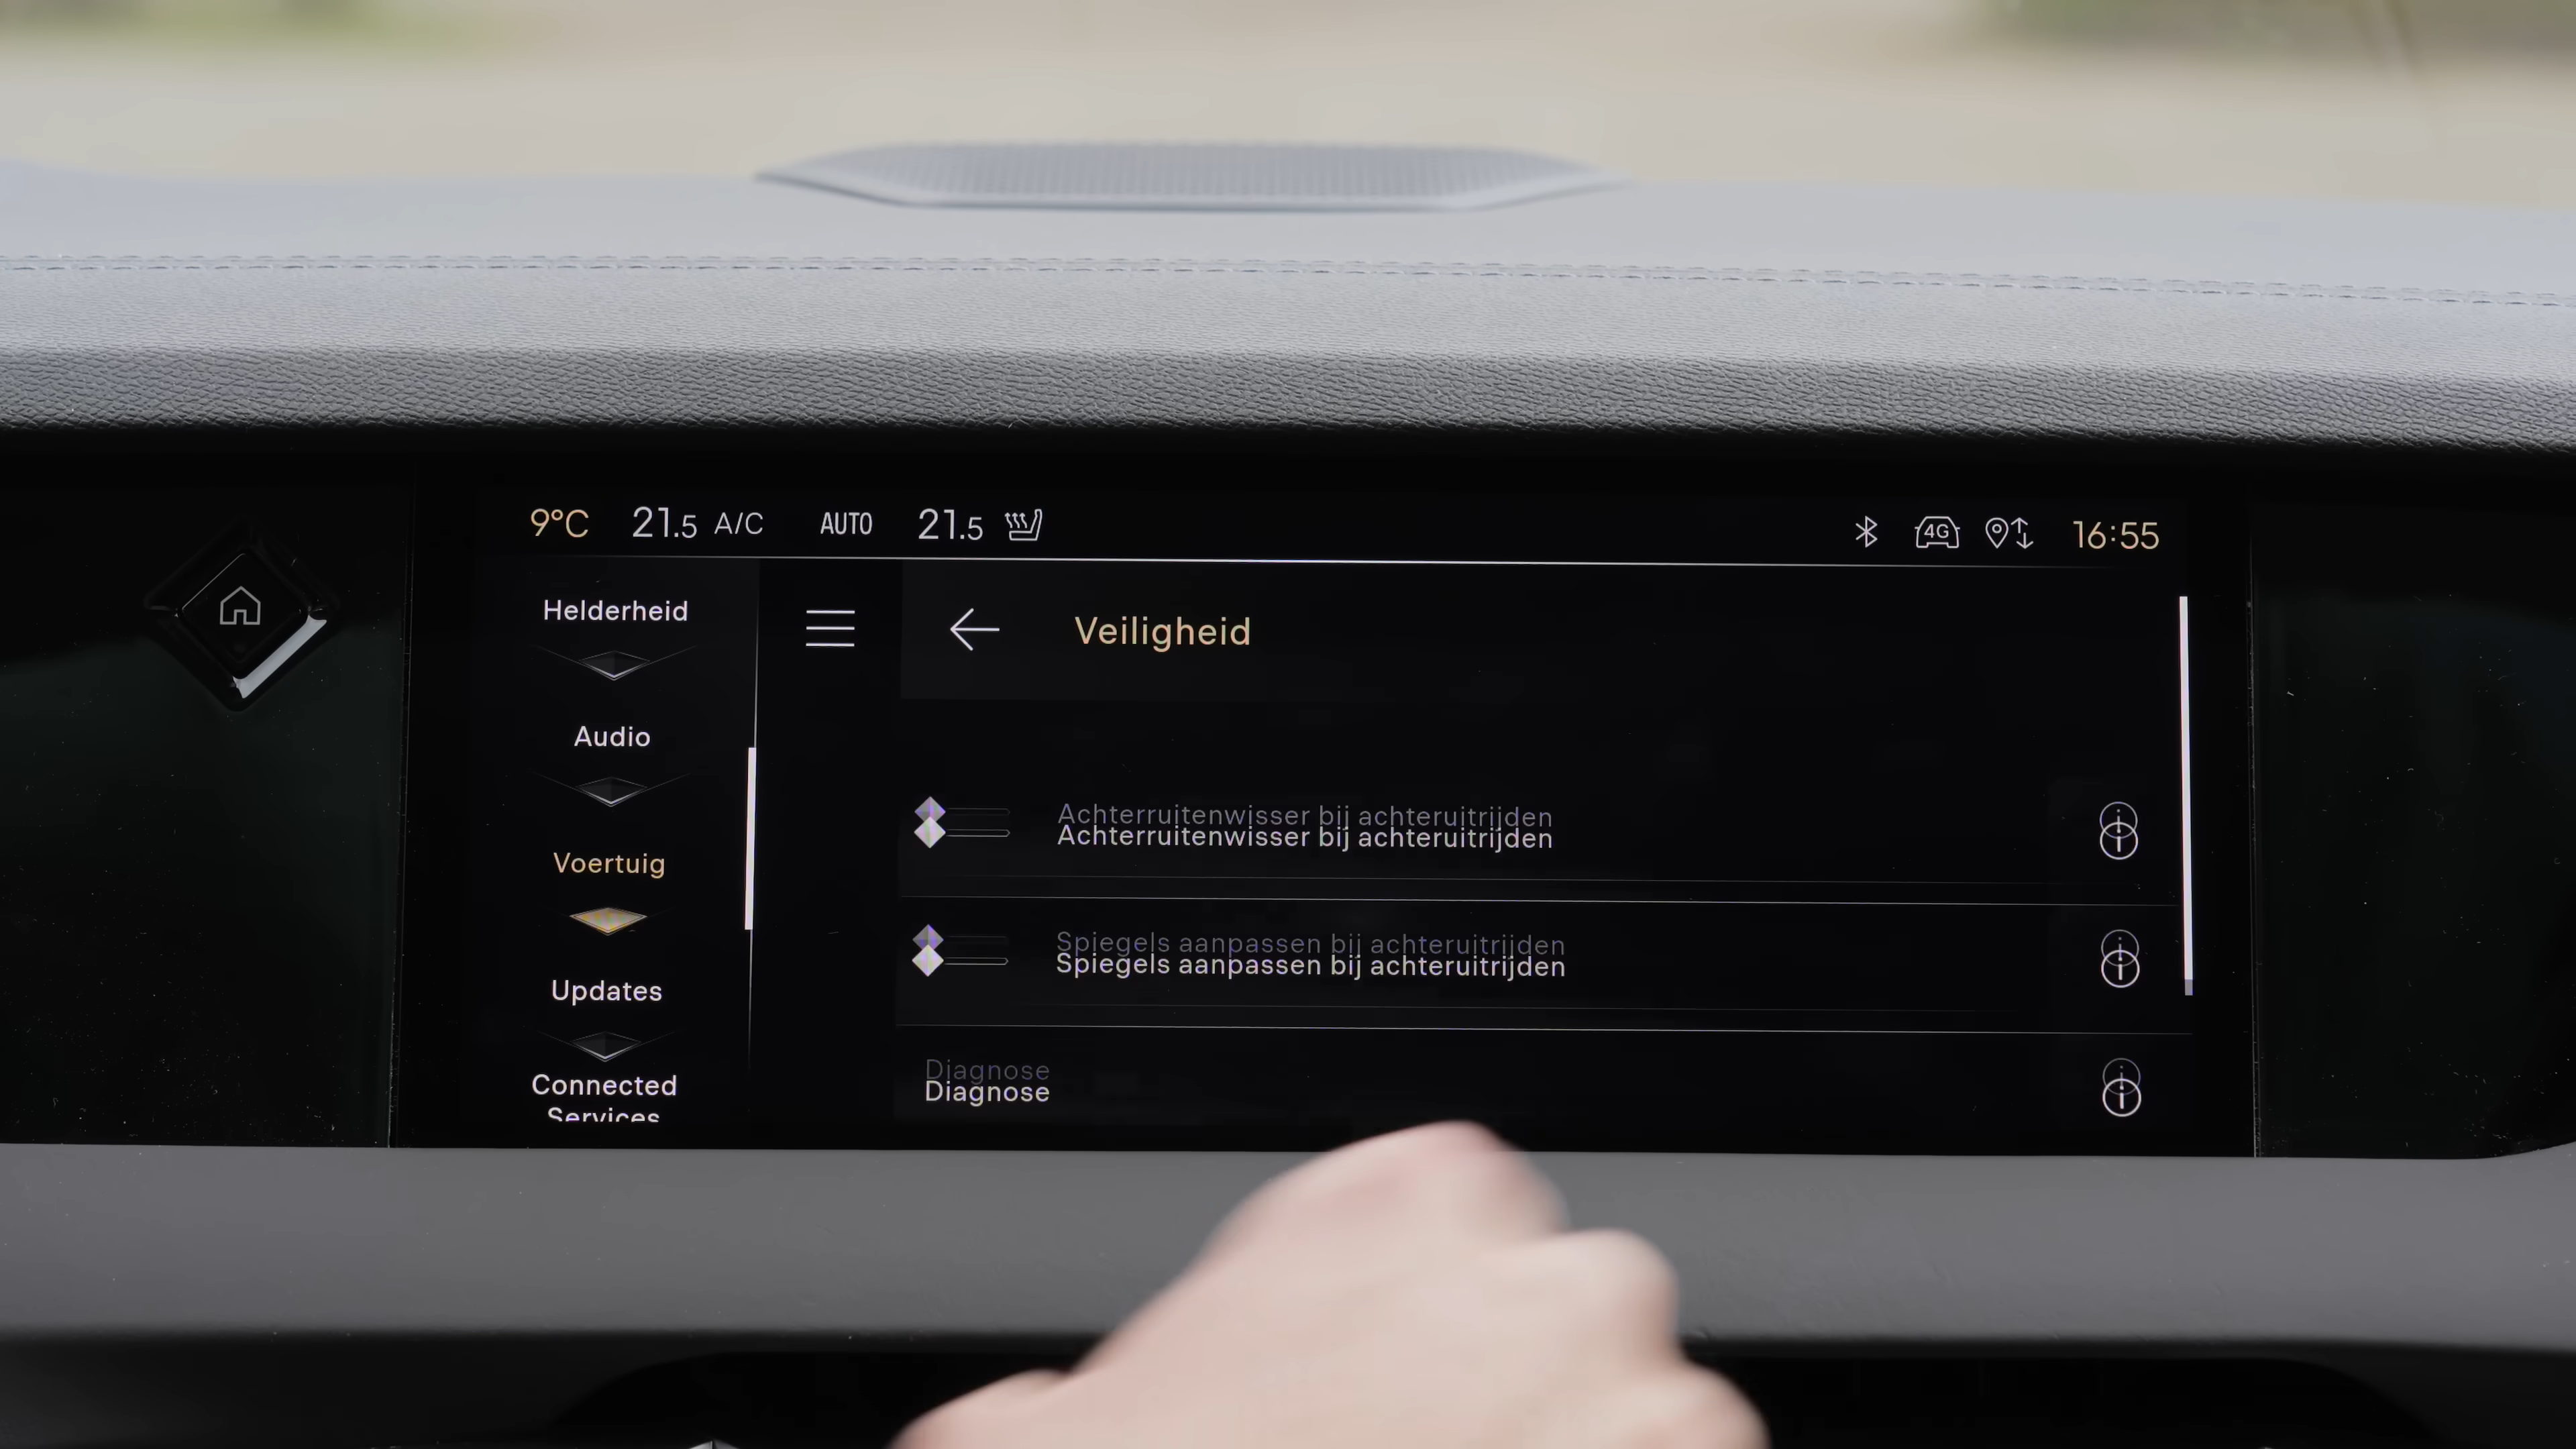 9°C 21.5 A/C AUTO 21.5 4G 16:55
Helderheid
Audio
Voertuig
Updates
Connected
Services
Veiligheid
Achterruitenwisser bij achteruitrijden
Achterruitenwisser bij achteruitrijden
Spiegels aanpassen bij achteruitrijden
Spiegels aanpassen bij achteruitrijden
Diagnose
Diagnose